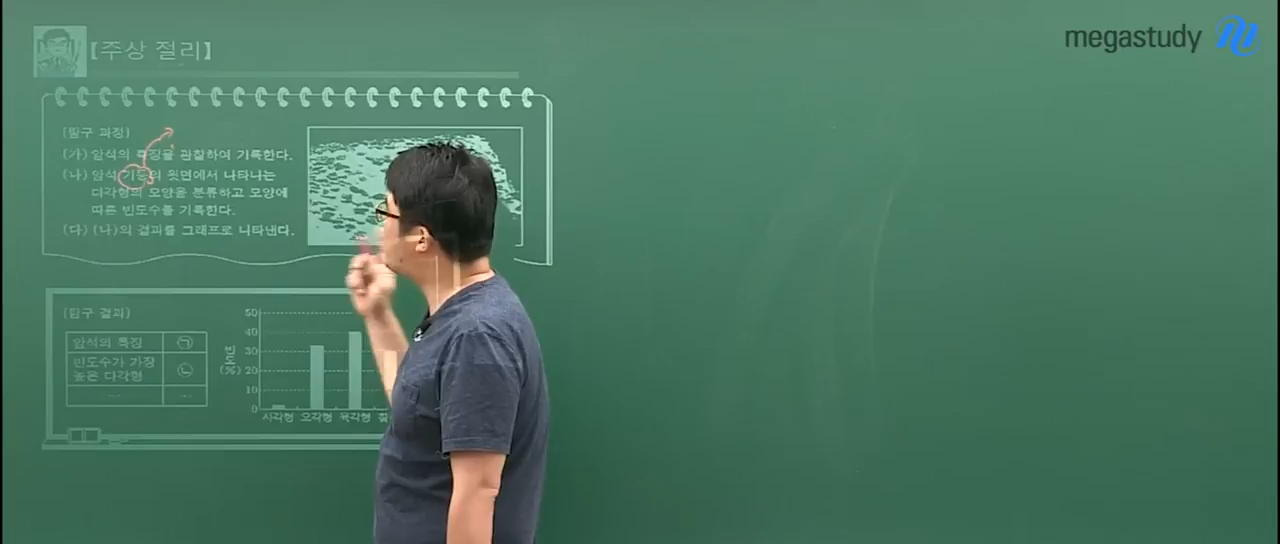 megastudy
【주상 절리】
[탐구 과정]
(가) 암석의 특징을 관찰하여 기록한다.
(나) 암석 기둥의 윗면에서 나타나는
다각형의 모양을 분류하고 모양에
따른 빈도수를 기록한다.
(다) (나)의 결과를 그래프로 나타낸다.
[탐구 결과]
암석의 특징 ㉠
빈도수가 가장
높은 다각형 ㉡
… …
빈도(%)
50
40
30
20
10
0
사각형 오각형 육각형 칠